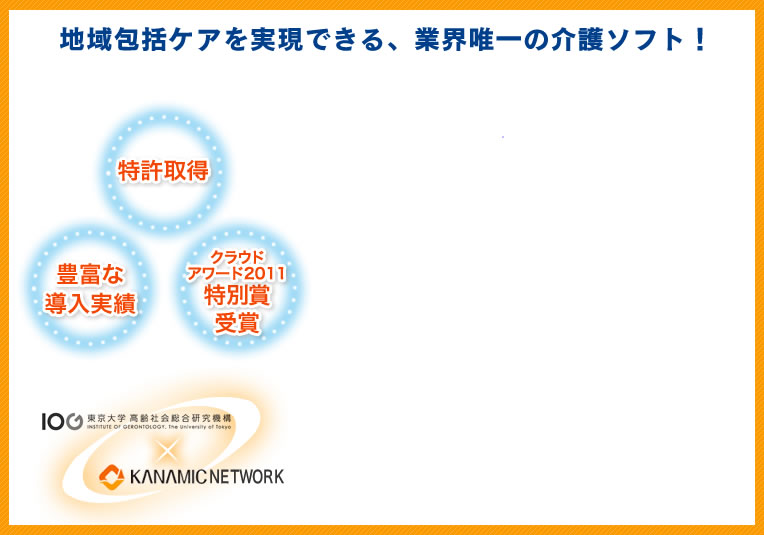 地域包括ケアを実現できる、業界唯一の介護ソフト！
特許取得
豊富な
導入実績
クラウド
アワード2011
特別賞
受賞
IOG 東京大学 高齢社会総合研究機構
INSTITUTE OF GERONTOLOGY, The University of Tokyo
×
KANAMIC NETWORK